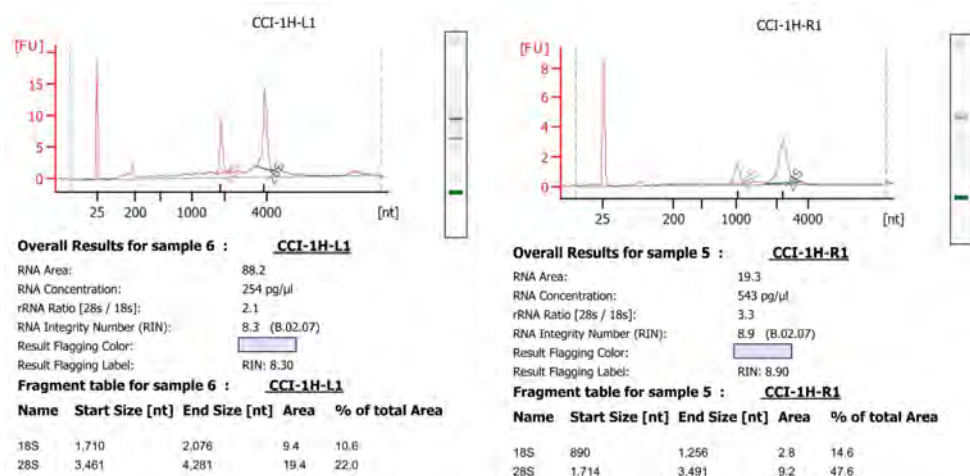 CCI-1H-L1
[FU]
15
10
5
0
25 200 1000 4000 [nt]
Overall Results for sample 6 : CCI-1H-L1
RNA Area: 88.2
RNA Concentration: 254 pg/µl
rRNA Ratio [28s / 18s]: 2.1
RNA Integrity Number (RIN): 8.3 (B.02.07)
Result Flagging Color:
Result Flagging Label: RIN: 8.30
Fragment table for sample 6 : CCI-1H-L1
Name Start Size [nt] End Size [nt] Area % of total Area
18S 1,710 2,076 9.4 10.6
28S 3,461 4,281 19.4 22.0
CCI-1H-R1
[FU]
8
6
4
2
0
25 200 1000 4000 [nt]
Overall Results for sample 5 : CCI-1H-R1
RNA Area: 19.3
RNA Concentration: 543 pg/µl
rRNA Ratio [28s / 18s]: 3.3
RNA Integrity Number (RIN): 8.9 (B.02.07)
Result Flagging Color:
Result Flagging Label: RIN: 8.90
Fragment table for sample 5 : CCI-1H-R1
Name Start Size [nt] End Size [nt] Area % of total Area
18S 890 1,256 2.8 14.6
28S 1,714 3,491 9.2 47.6